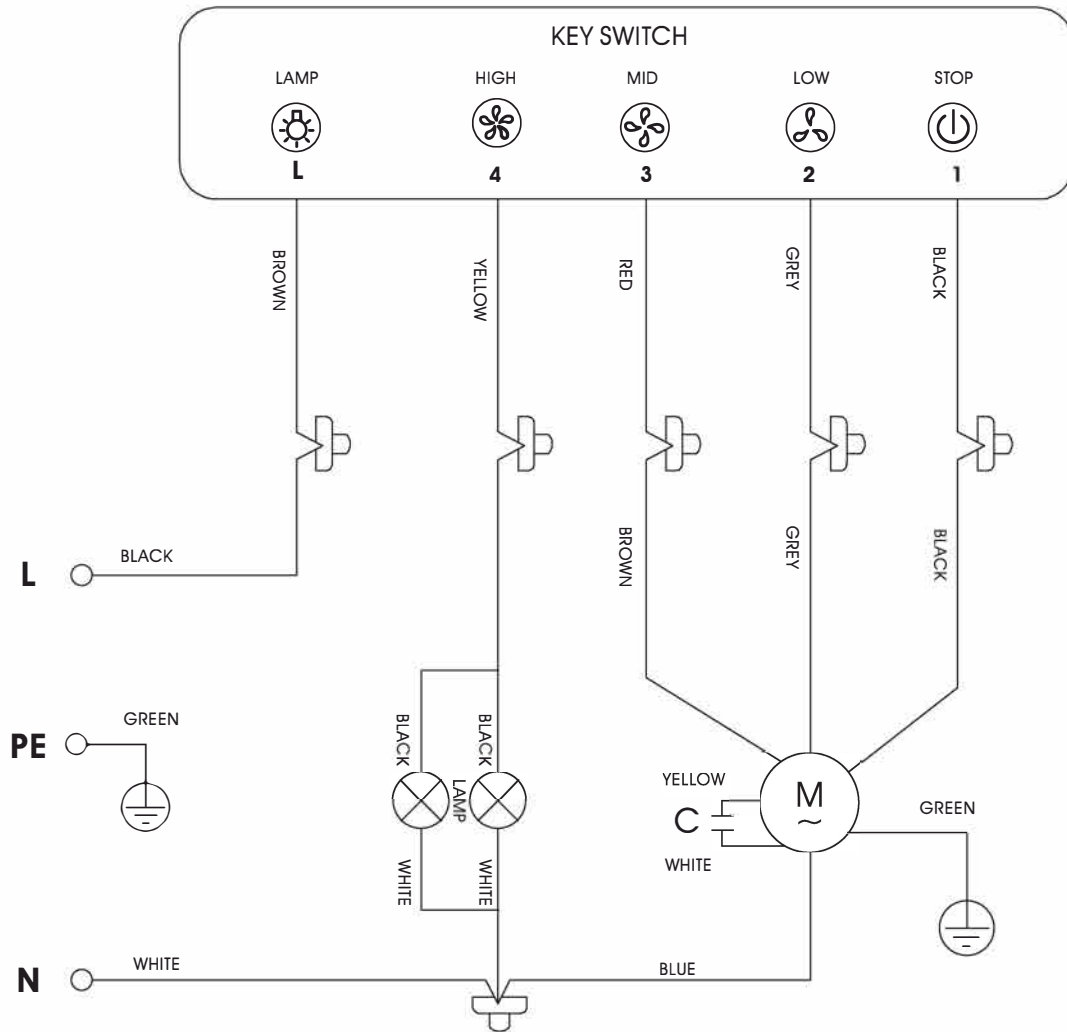 KEY SWITCH
LAMP HIGH MID LOW STOP
L 4 3 2 1
BROWN YELLOW RED GREY BLACK
BROWN GREY BLACK
L BLACK
PE GREEN
BLACK BLACK
LAMP
WHITE WHITE
YELLOW
C
WHITE
M
~
GREEN
N WHITE BLUE